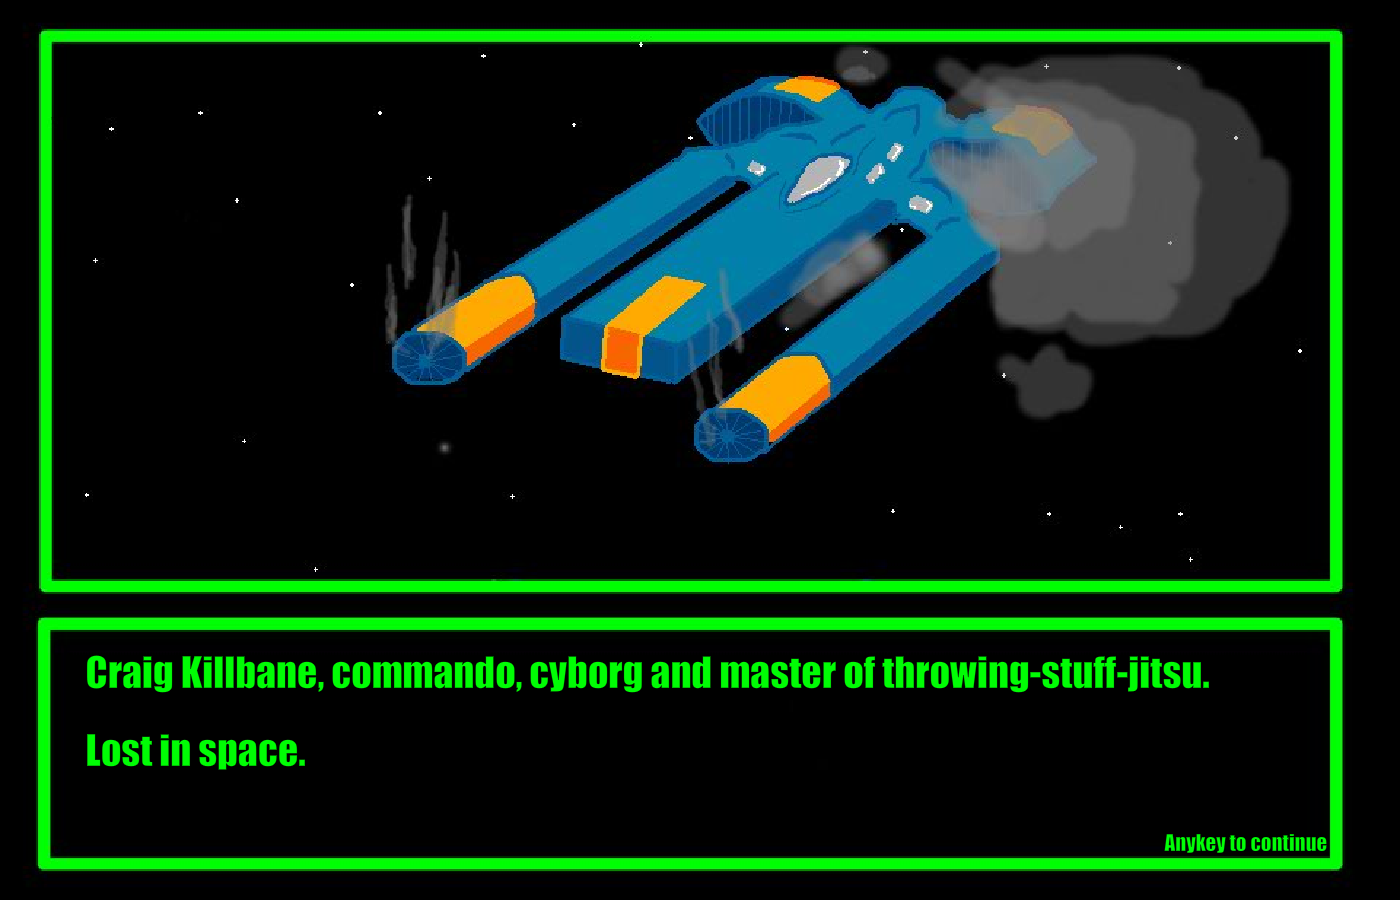 Craig Killbane, commando, cyborg and master of throwing-stuff-jitsu.
Lost in space.
Anykey to continue